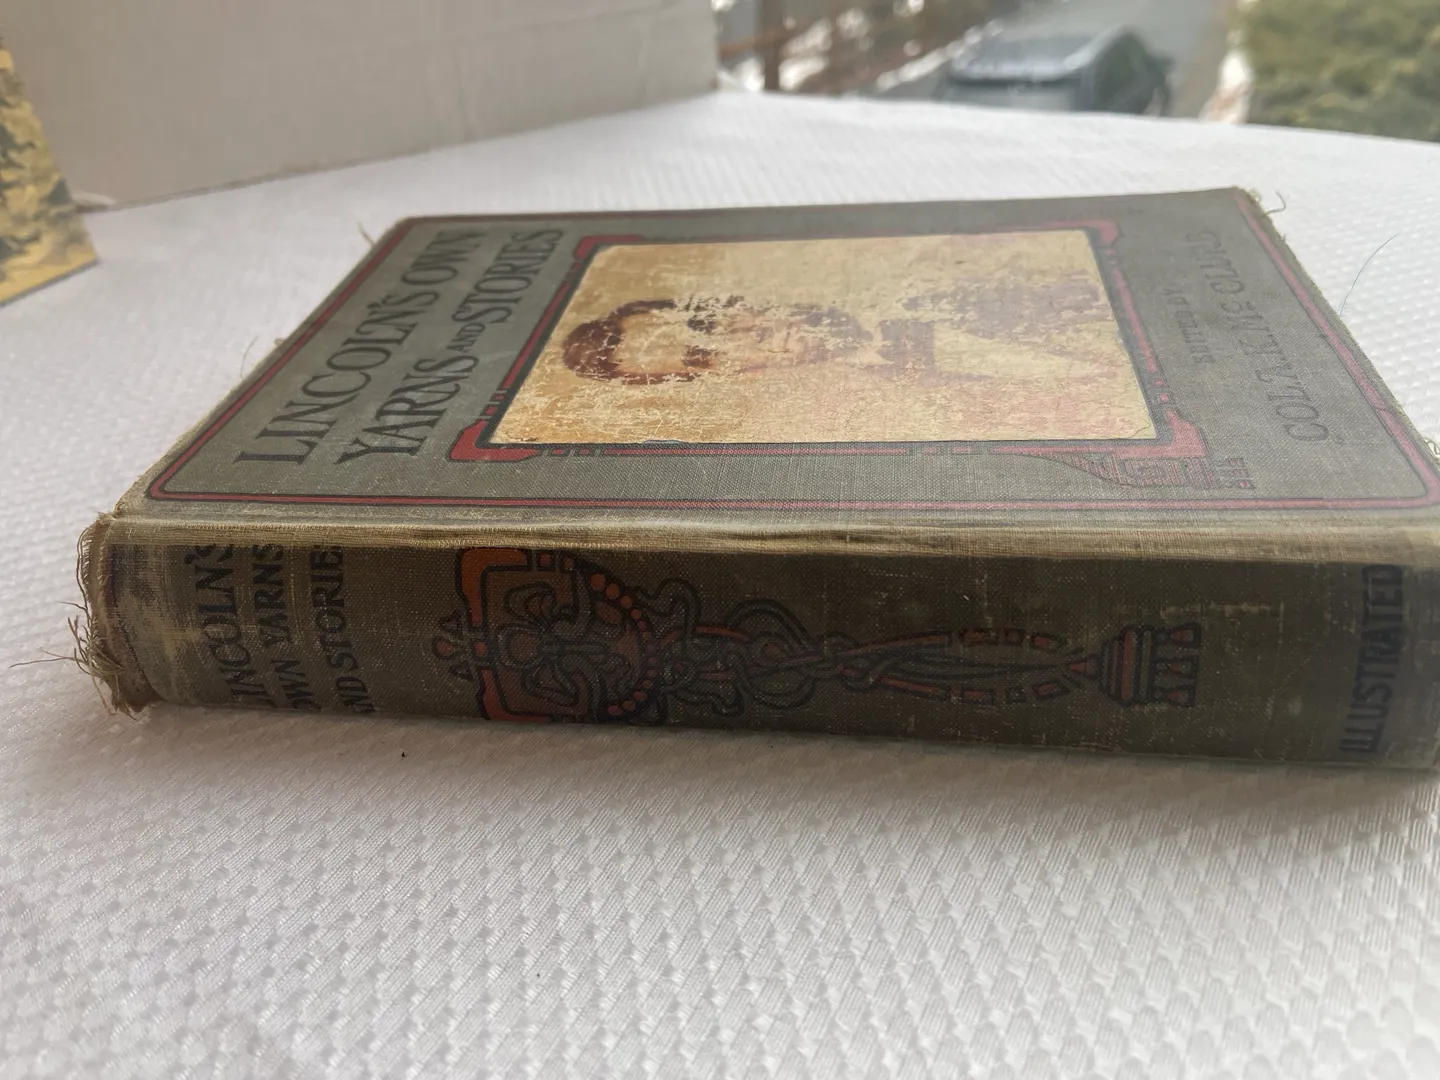 LINCOLN'S OWN
YARNS AND STORIES
EDITED BY
COL. A. K. McCLURE
LINCOLN'S
OWN YARNS
AND STORIES
ILLUSTRATED